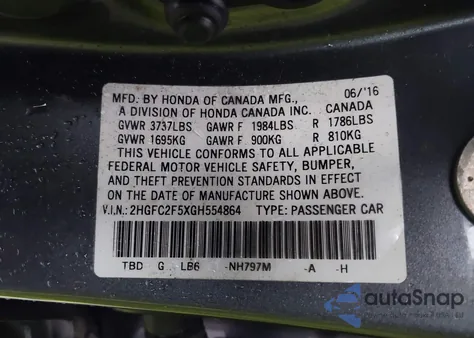 MFD. BY HONDA OF CANADA MFG., 06/'16
A DIVISION OF HONDA CANADA INC. CANADA
GVWR 3737LBS GAWR F 1984LBS R 1786LBS
GVWR 1695KG GAWR F 900KG R 810KG
THIS VEHICLE CONFORMS TO ALL APPLICABLE
FEDERAL MOTOR VEHICLE SAFETY, BUMPER,
AND THEFT PREVENTION STANDARDS IN EFFECT ON
DATE OF MANUFACTURE SHOWN ABOVE.
V.I.N.: 2HGFC2F5XGH554864 TYPE: PASSENGER CAR
TBD G LB6 -NH797M -A -H
autoSnap